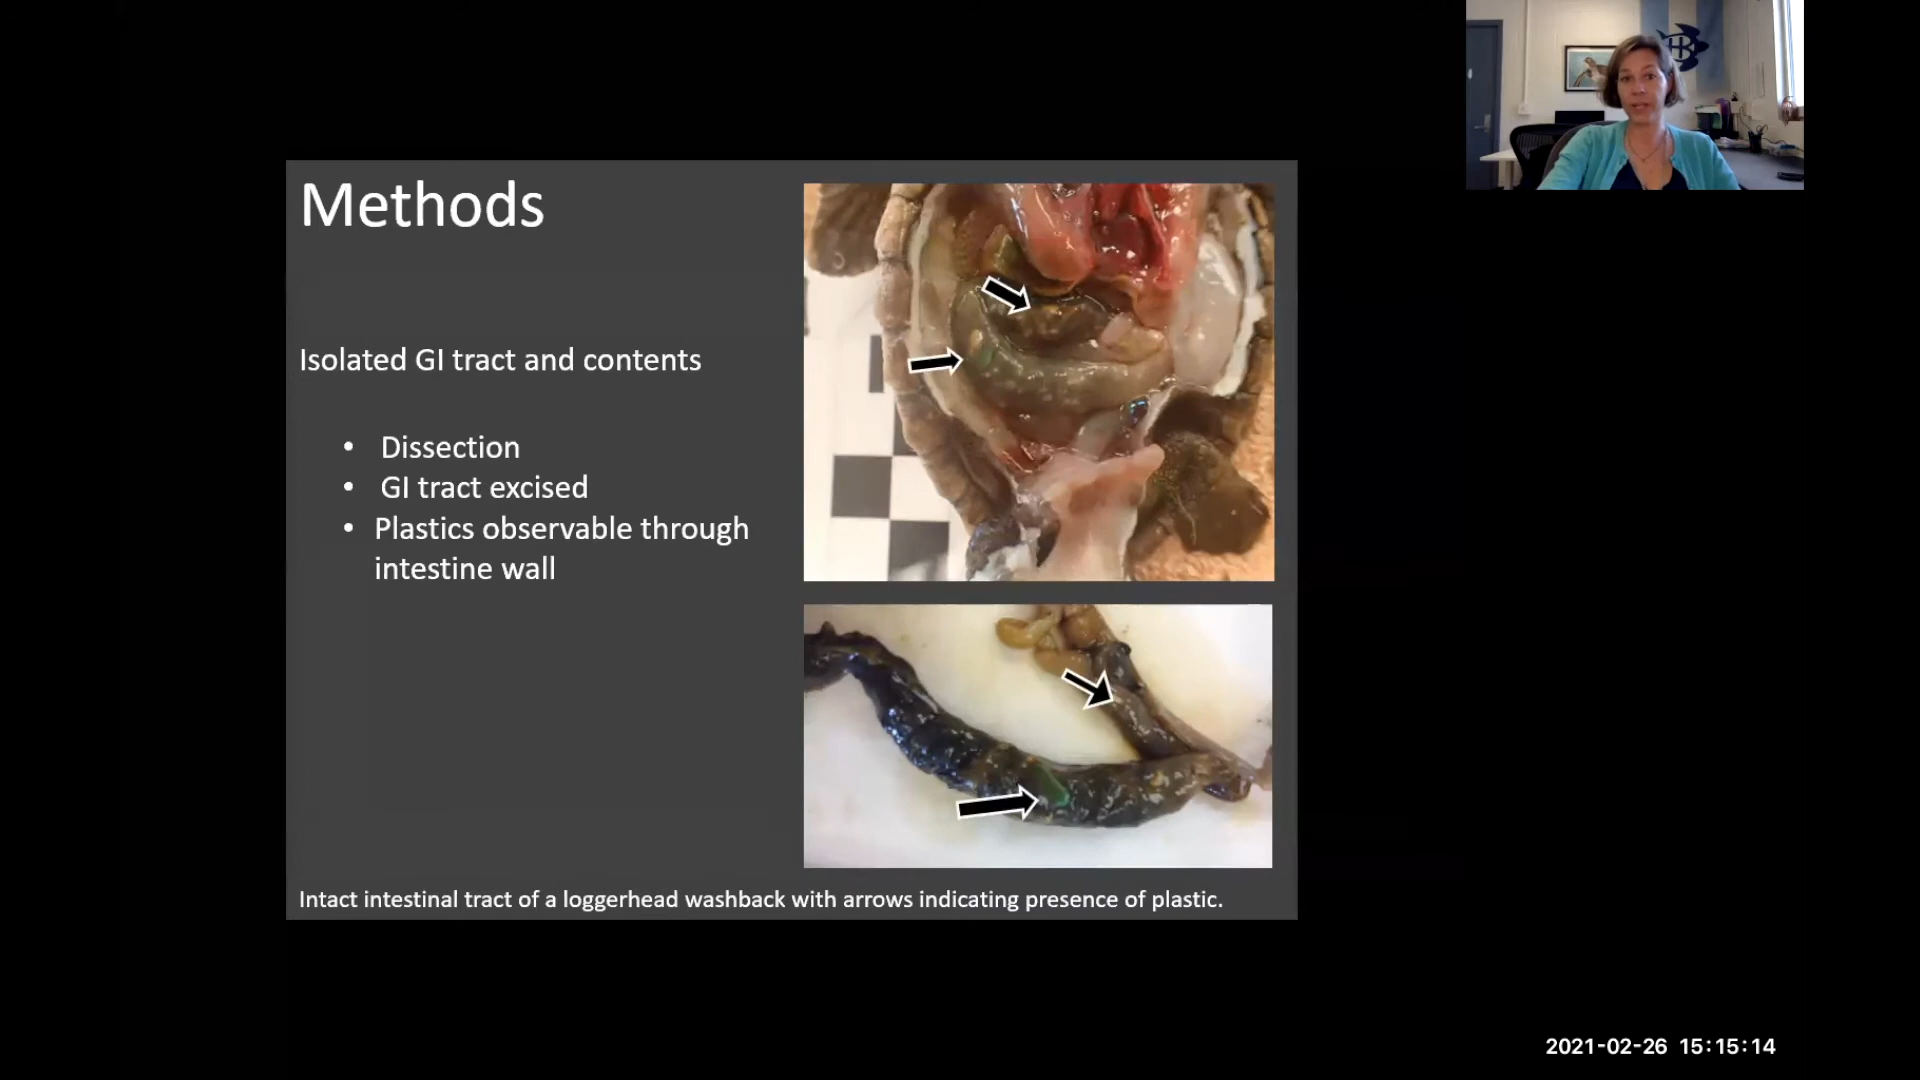 Methods
Isolated GI tract and contents
• Dissection
• GI tract excised
• Plastics observable through
intestine wall
Intact intestinal tract of a loggerhead washback with arrows indicating presence of plastic.
HB
2021-02-26 15:15:14